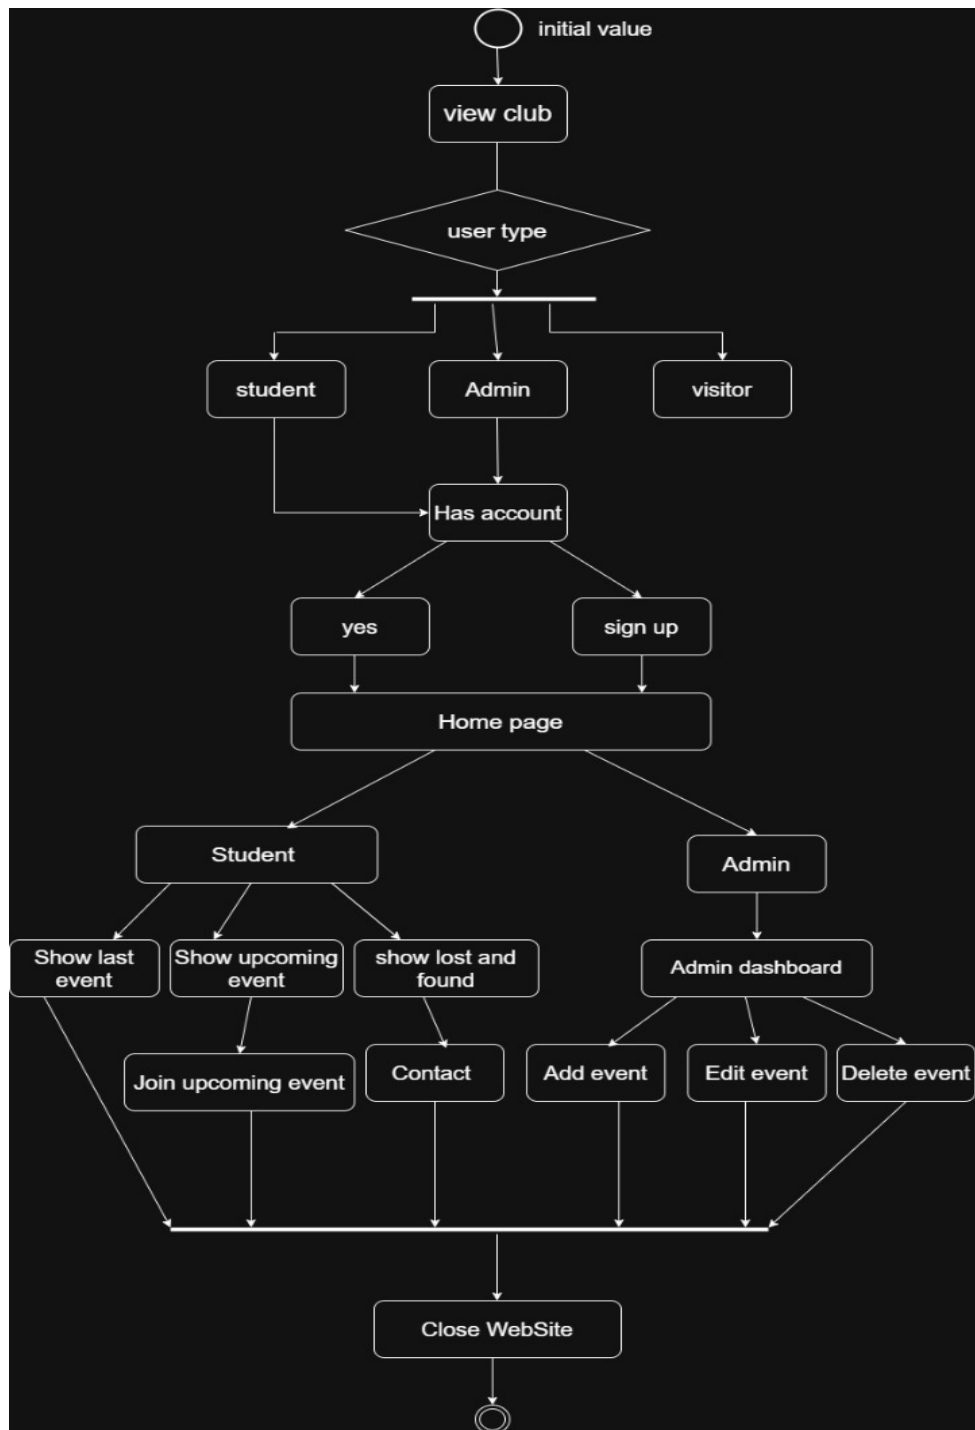 initial value
view club
user type
student
Admin
visitor
Has account
yes
sign up
Home page
Student
Admin
Show last
event
Show upcoming
event
show lost and
found
Admin dashboard
Join upcoming event
Contact
Add event
Edit event
Delete event
Close WebSite